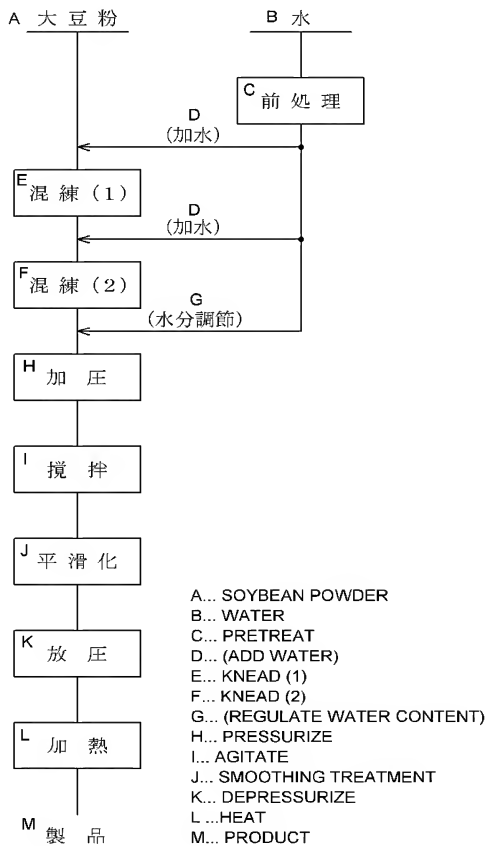 A 大豆粉
B 水
C 前処理
D
(加水)
E 混練(1)
D
(加水)
F 混練(2)
G
(水分調節)
H 加圧
I 撹拌
J 平滑化
K 放圧
L 加熱
M 製品
A... SOYBEAN POWDER
B... WATER
C... PRETREAT
D... (ADD WATER)
E... KNEAD (1)
F... KNEAD (2)
G... (REGULATE WATER CONTENT)
H... PRESSURIZE
I... AGITATE
J... SMOOTHING TREATMENT
K... DEPRESSURIZE
L ...HEAT
M... PRODUCT